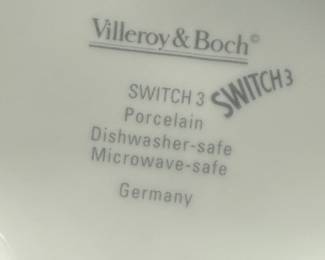 Villeroy & Boch©
SWITCH 3
SWITCH 3
Porcelain
Dishwasher-safe
Microwave-safe
Germany